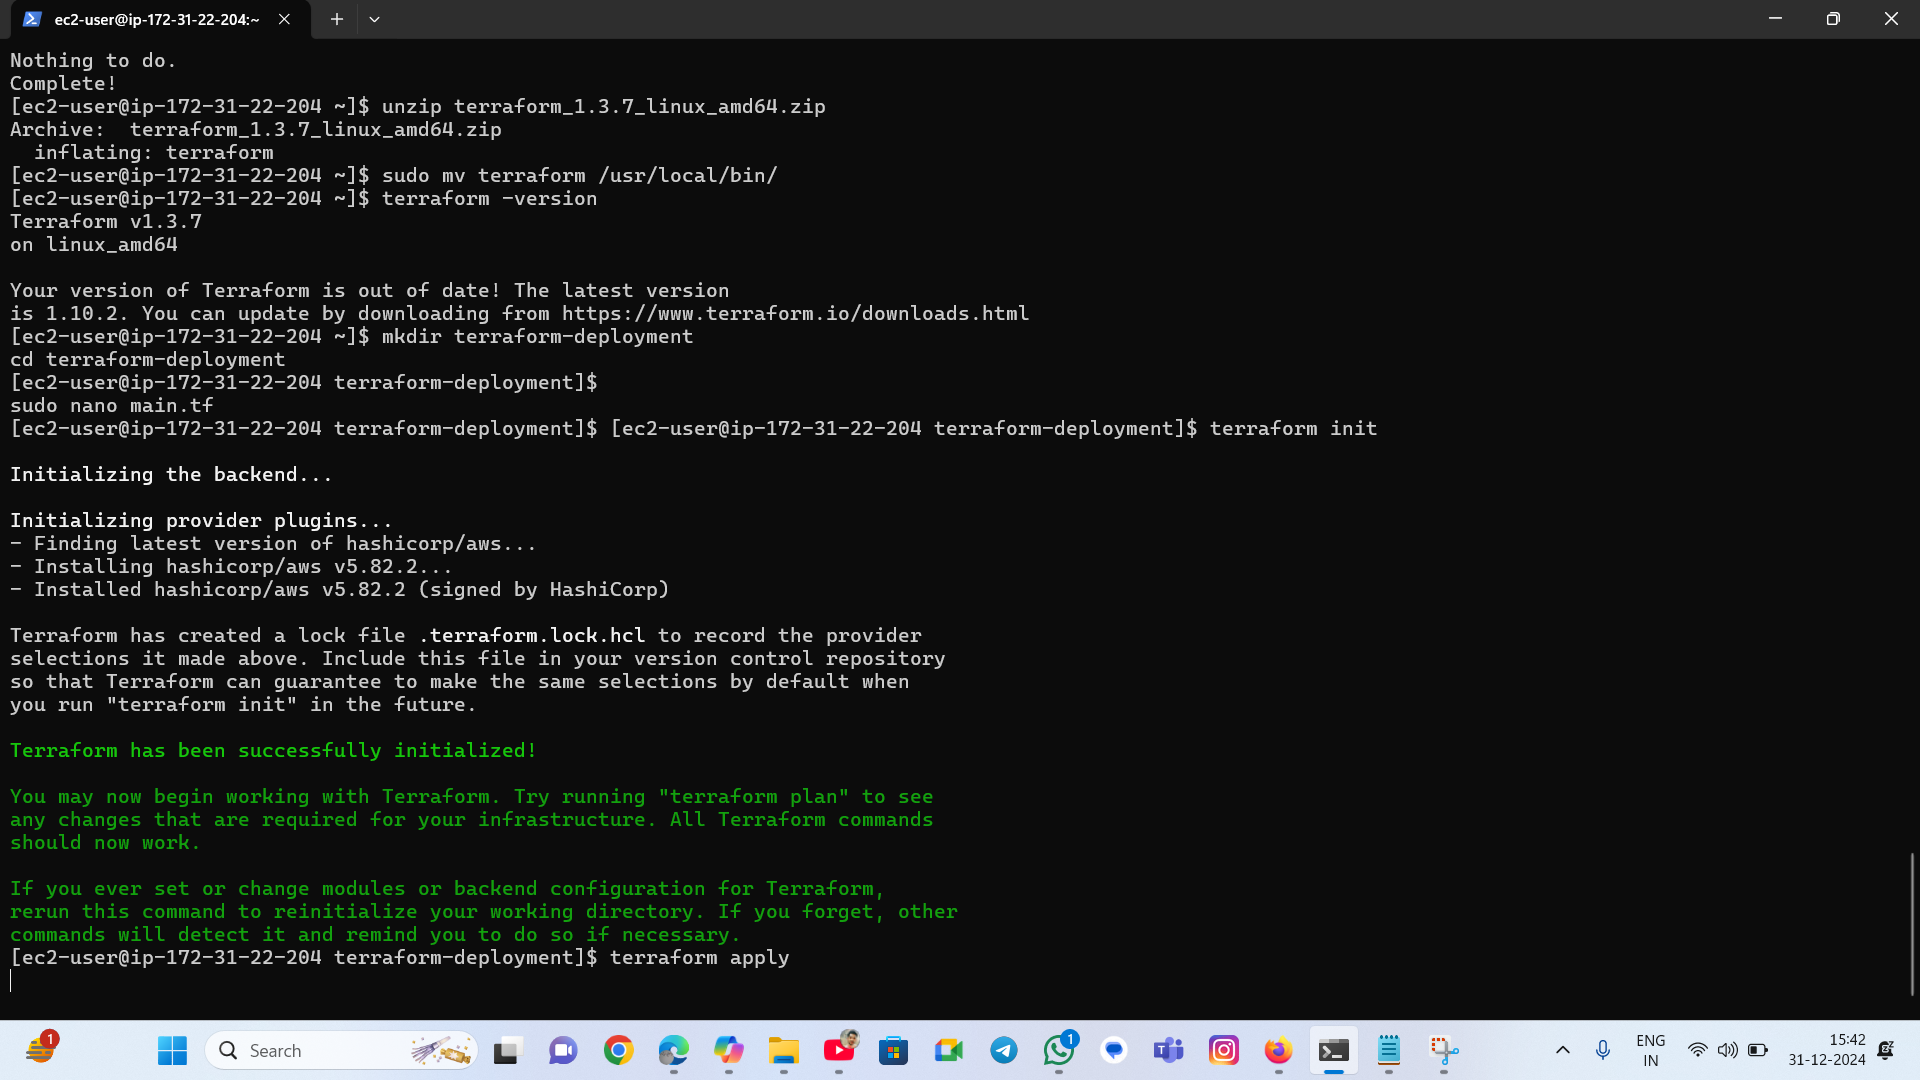 ec2-user@ip-172-31-22-204:~
Nothing to do.
Complete!
[ec2-user@ip-172-31-22-204 ~]$ unzip terraform_1.3.7_linux_amd64.zip
Archive:  terraform_1.3.7_linux_amd64.zip
  inflating: terraform
[ec2-user@ip-172-31-22-204 ~]$ sudo mv terraform /usr/local/bin/
[ec2-user@ip-172-31-22-204 ~]$ terraform -version
Terraform v1.3.7
on linux_amd64
Your version of Terraform is out of date! The latest version
is 1.10.2. You can update by downloading from https://www.terraform.io/downloads.html
[ec2-user@ip-172-31-22-204 ~]$ mkdir terraform-deployment
cd terraform-deployment
[ec2-user@ip-172-31-22-204 terraform-deployment]$
sudo nano main.tf
[ec2-user@ip-172-31-22-204 terraform-deployment]$ [ec2-user@ip-172-31-22-204 terraform-deployment]$ terraform init
Initializing the backend...
Initializing provider plugins...
- Finding latest version of hashicorp/aws...
- Installing hashicorp/aws v5.82.2...
- Installed hashicorp/aws v5.82.2 (signed by HashiCorp)
Terraform has created a lock file .terraform.lock.hcl to record the provider
selections it made above. Include this file in your version control repository
so that Terraform can guarantee to make the same selections by default when
you run "terraform init" in the future.
Terraform has been successfully initialized!
You may now begin working with Terraform. Try running "terraform plan" to see
any changes that are required for your infrastructure. All Terraform commands
should now work.
If you ever set or change modules or backend configuration for Terraform,
rerun this command to reinitialize your working directory. If you forget, other
commands will detect it and remind you to do so if necessary.
[ec2-user@ip-172-31-22-204 terraform-deployment]$ terraform apply
1
Search
1
ENG
IN
15:42
31-12-2024